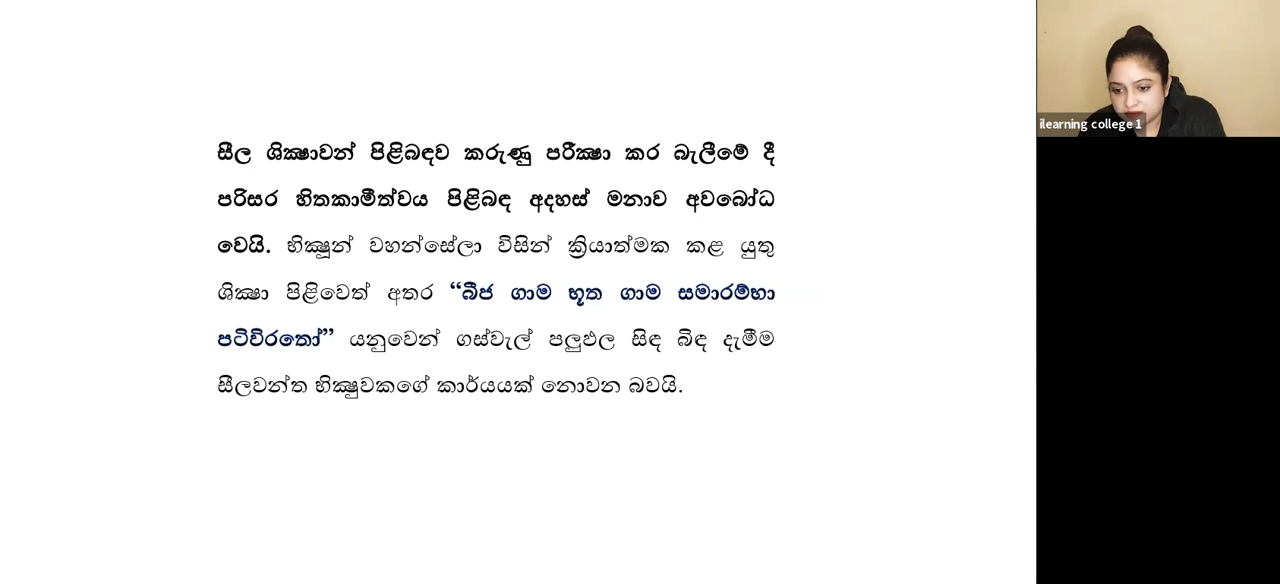 සීල ශික්‍ෂාවන් පිළිබඳව කරුණු පරීක්‍ෂා කර බැලීමේ දී
පරිසර හිතකාමීත්වය පිළිබඳ අදහස් මනාව අවබෝධ
වෙයි. භික්‍ෂූන් වහන්සේලා විසින් ක්‍රියාත්මක කළ යුතු
ශික්‍ෂා පිළිවෙත් අතර “බීජ ගාම භූත ගාම සමාරම්භා
පටිවිරතෝ” යනුවෙන් ගස්වැල් පලුඵල සිඳ බිඳ දැමීම
සීලවන්ත භික්‍ෂුවකගේ කාර්යයක් නොවන බවයි.
ilearning college 1